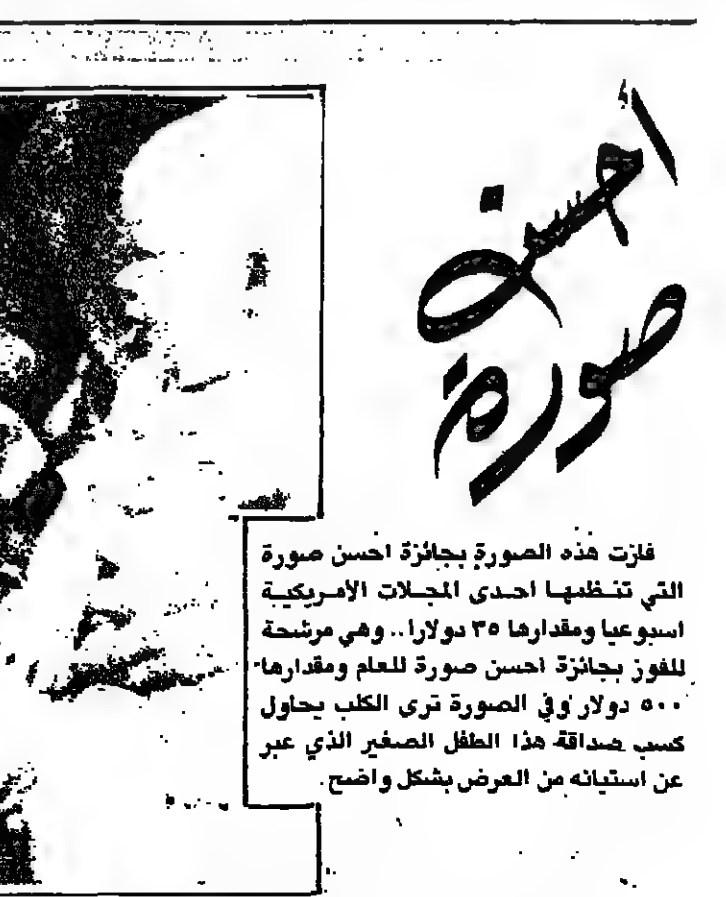 احسن
صورة
فازت هذه الصورة بجائزة احسن صورة
التي تنظمها احدى المجلات الأمريكية
اسبوعيا ومقدارها ٣٥ دولارا.. وهي مرشحة
للفوز بجائزة احسن صورة للعام ومقدارها
٥٠٠ دولار وفي الصورة ترى الكلب يحاول
كسب صداقة هذا الطفل الصغير الذي عبر
عن استيائه من العرض بشكل واضح.